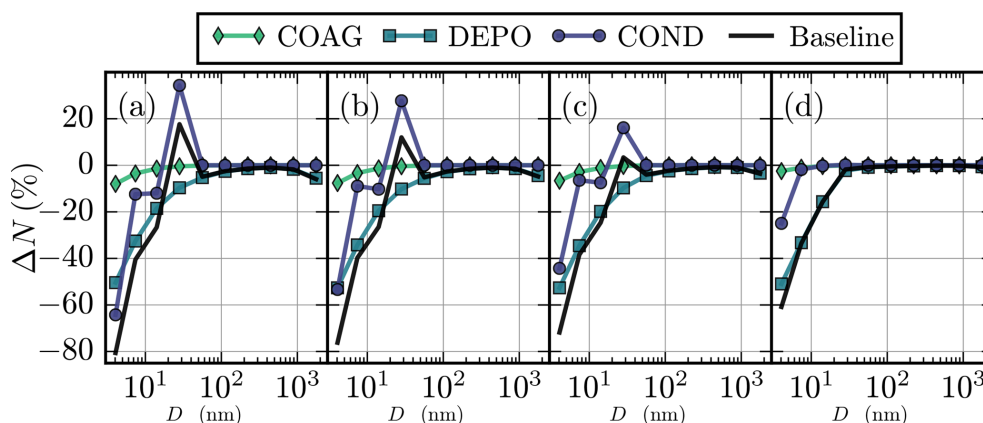 COAG DEPO COND Baseline
(a) (b) (c) (d)
ΔN (%)
20
0
−20
−40
−60
−80
10¹ 10² 10³ 10¹ 10² 10³ 10¹ 10² 10³ 10¹ 10² 10³
D (nm) D (nm) D (nm) D (nm)